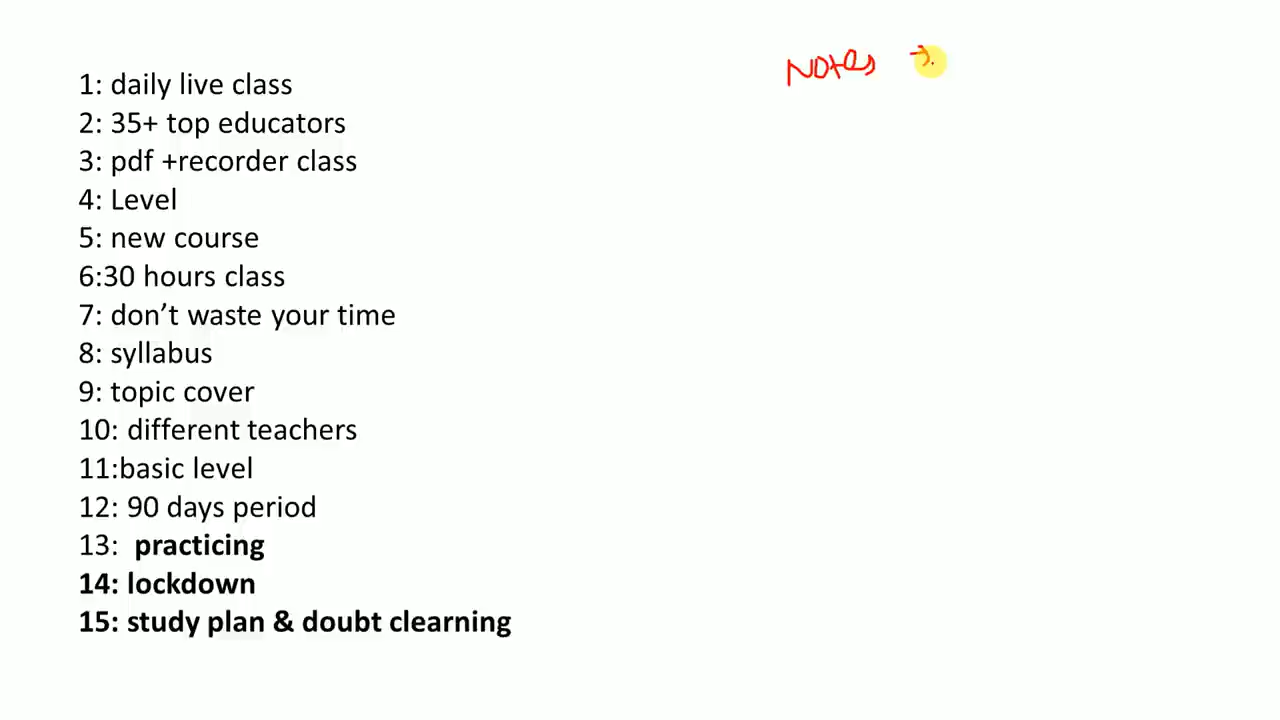 Notes →
1: daily live class
2: 35+ top educators
3: pdf +recorder class
4: Level
5: new course
6:30 hours class
7: don’t waste your time
8: syllabus
9: topic cover
10: different teachers
11:basic level
12: 90 days period
13:  practicing
14: lockdown
15: study plan & doubt clearning